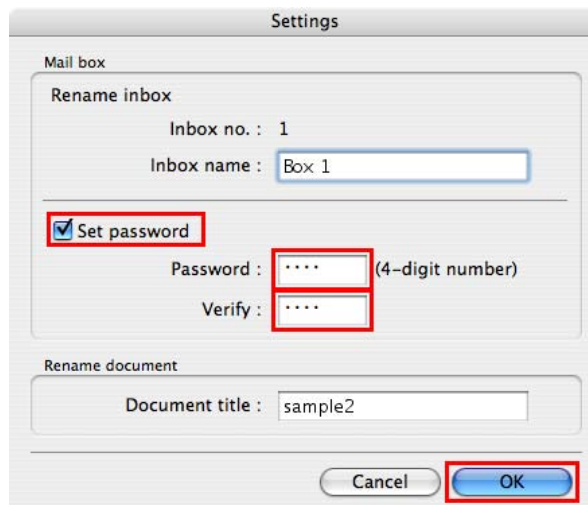 Settings
Mail box
Rename inbox
Inbox no. : 1
Inbox name : Box 1
Set password
Password : •••• (4-digit number)
Verify : ••••
Rename document
Document title : sample2
Cancel OK